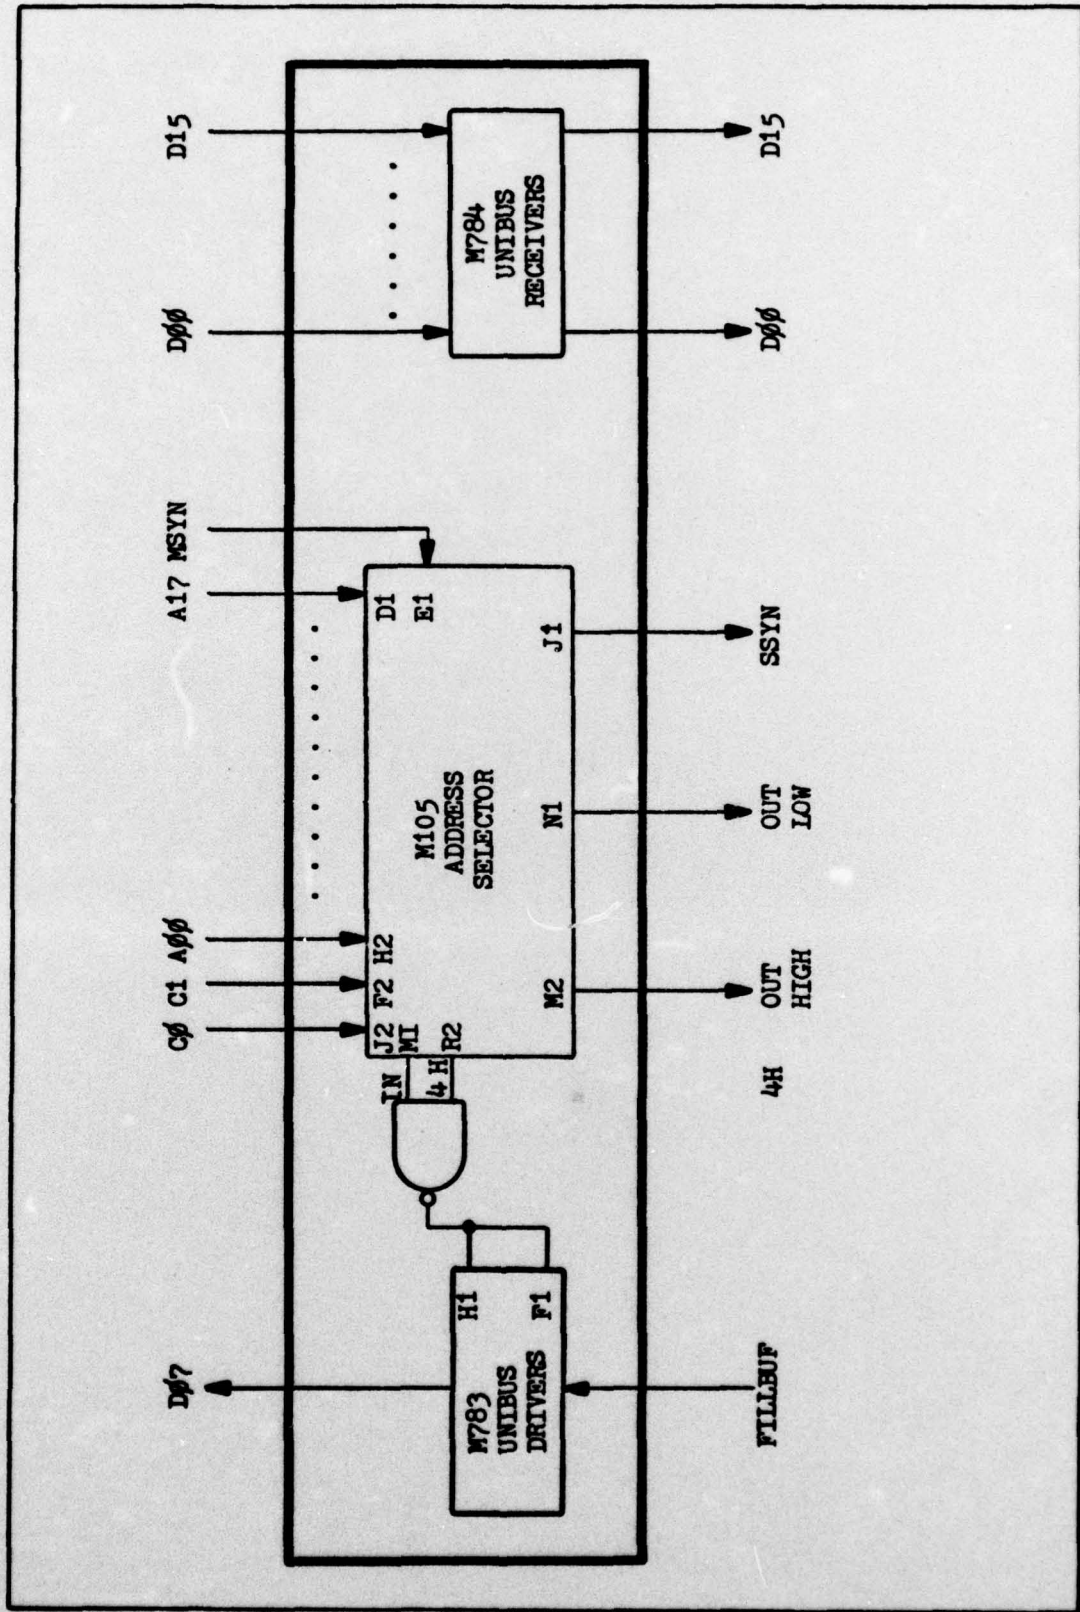 DØ7
CØ C1 AØØ
A17 MSYN
DØØ
D15
J2
F2
H2
D1
IN
MI
E1
4 H
R2
M105
ADDRESS
SELECTOR
H1
M783
UNIBUS
DRIVERS
F1
M784
UNIBUS
RECEIVERS
M2
N1
J1
FILLBUF
4H
OUT
HIGH
OUT
LOW
SSYN
DØØ
D15